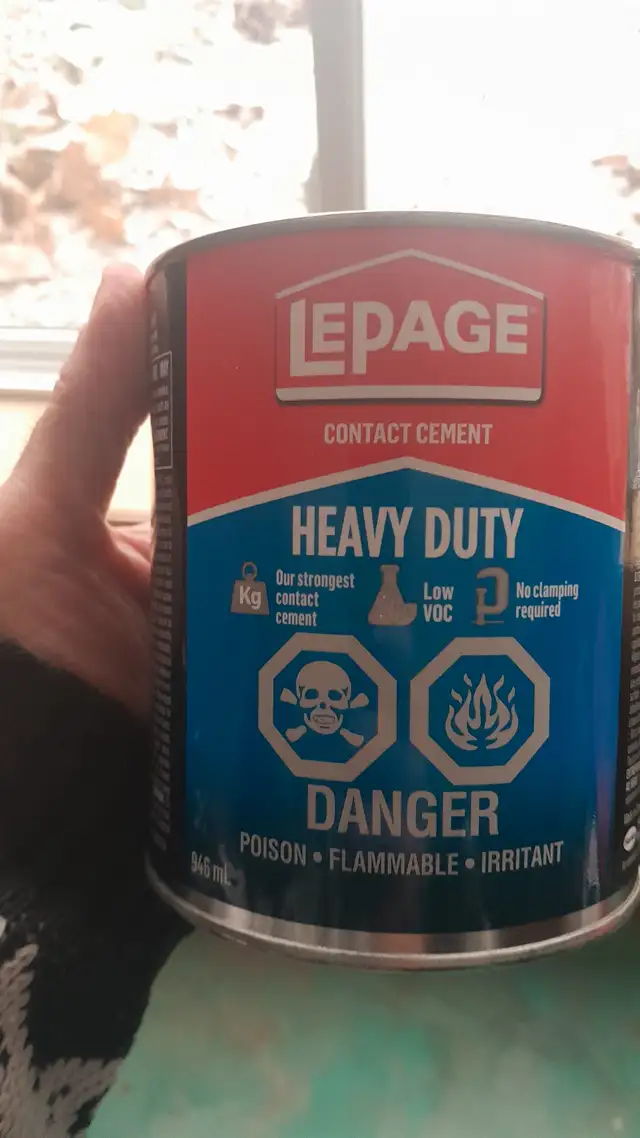 LEPAGE
CONTACT CEMENT
HEAVY DUTY
Kg
Our strongest
contact
cement
Low
VOC
No clamping
required
DANGER
POISON • FLAMMABLE • IRRITANT
946 mL